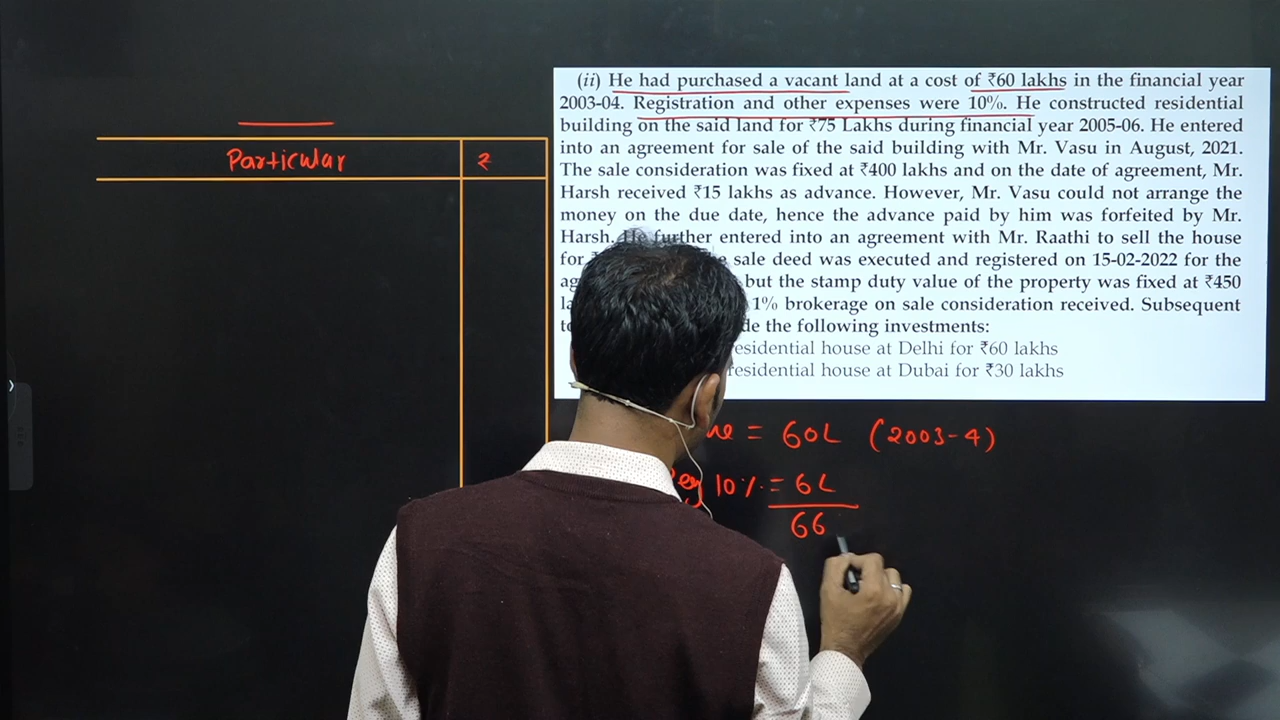 Particular ₹
(ii) He had purchased a vacant land at a cost of ₹60 lakhs in the financial year
2003-04. Registration and other expenses were 10%. He constructed residential
building on the said land for ₹75 Lakhs during financial year 2005-06. He entered
into an agreement for sale of the said building with Mr. Vasu in August, 2021.
The sale consideration was fixed at ₹400 lakhs and on the date of agreement, Mr.
Harsh received ₹15 lakhs as advance. However, Mr. Vasu could not arrange the
money on the due date, hence the advance paid by him was forfeited by Mr.
Harsh. He further entered into an agreement with Mr. Raathi to sell the house
for sale deed was executed and registered on 15-02-2022 for the
but the stamp duty value of the property was fixed at ₹450
1% brokerage on sale consideration received. Subsequent
the following investments:
residential house at Delhi for ₹60 lakhs
residential house at Dubai for ₹30 lakhs
= 60L (2003-4)
Reg 10% = 6L
66